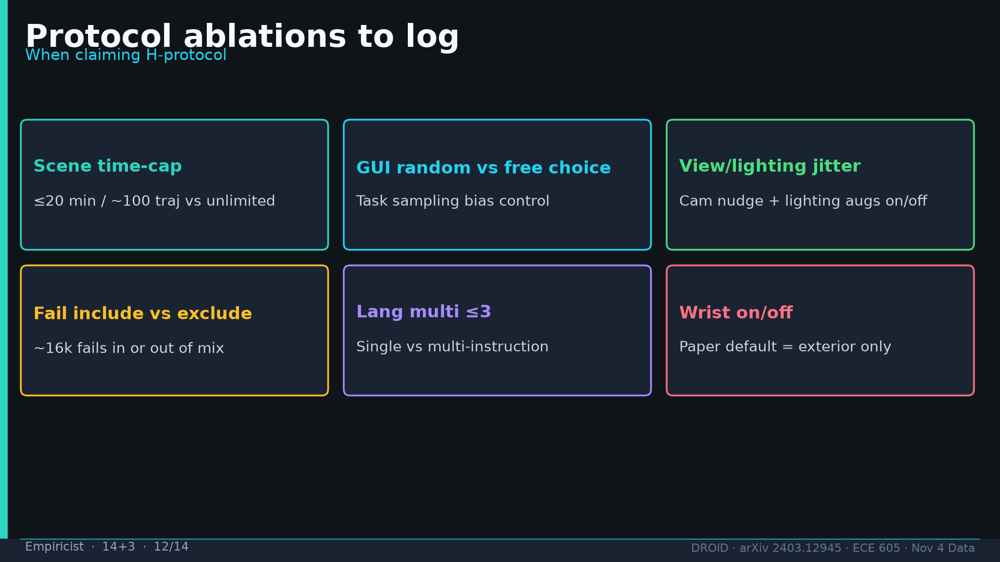 Protocol ablations to log
When claiming H-protocol
Scene time-cap
≤20 min / ~100 traj vs unlimited
GUI random vs free choice
Task sampling bias control
View/lighting jitter
Cam nudge + lighting augs on/off
Fail include vs exclude
~16k fails in or out of mix
Lang multi ≤3
Single vs multi-instruction
Wrist on/off
Paper default = exterior only
Empiricist · 14+3 · 12/14
DROID · arXiv 2403.12945 · ECE 605 · Nov 4 Data